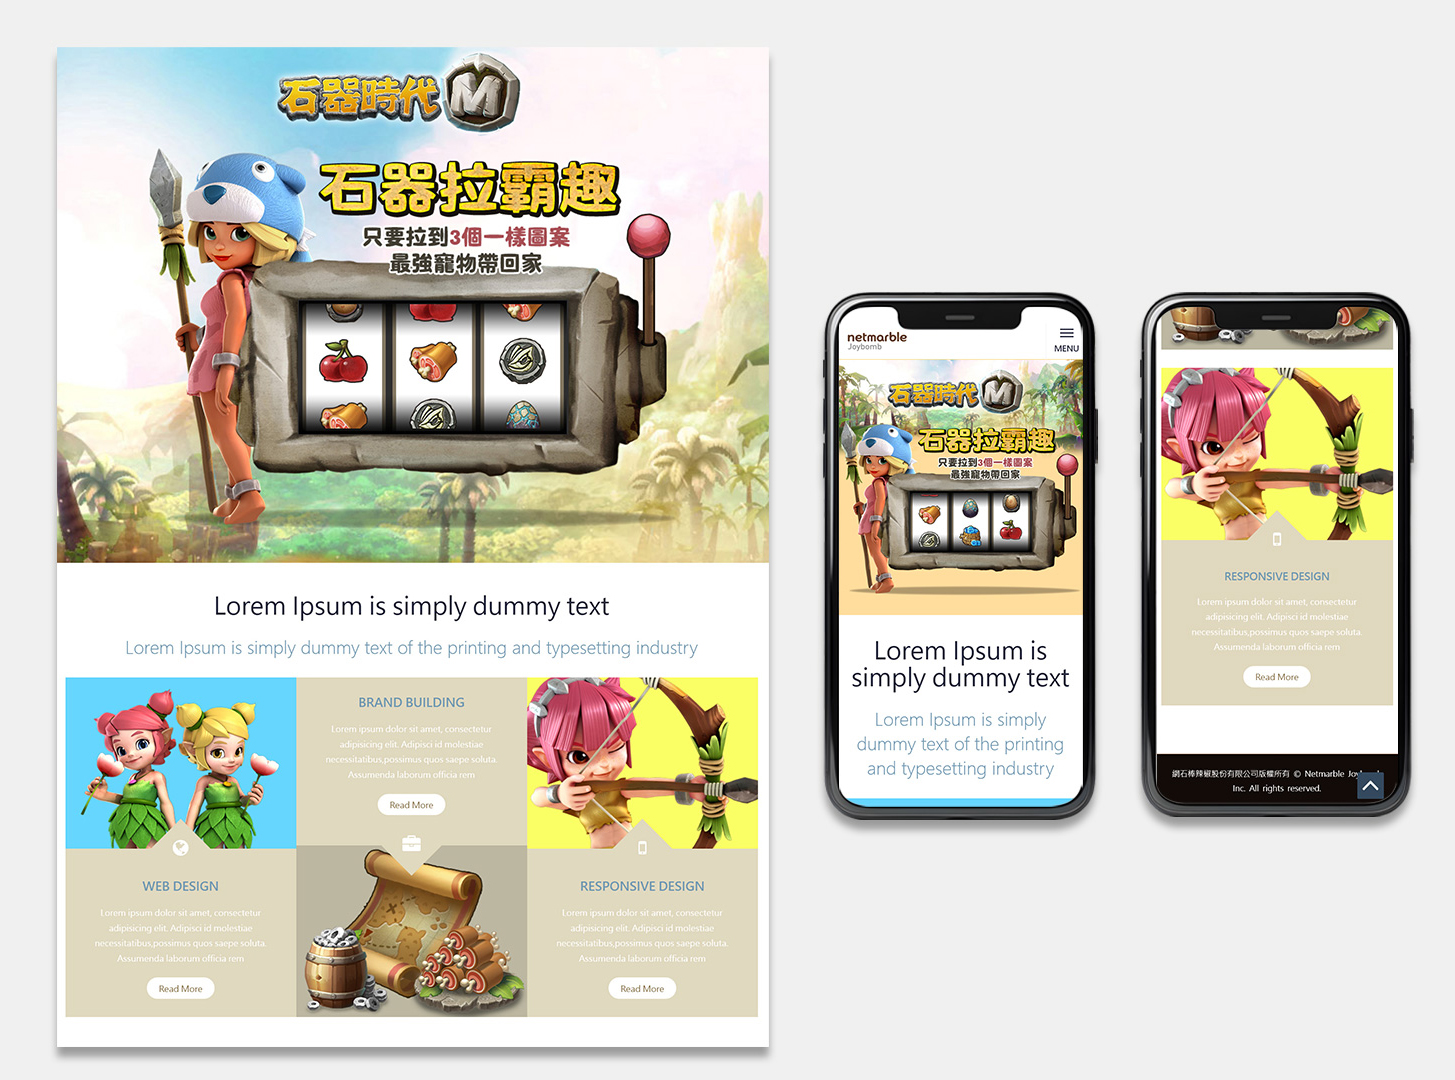 石器時代 M
石器拉霸趣
只要拉到3個一樣圖案
最強寵物帶回家
Lorem Ipsum is simply dummy text
Lorem Ipsum is simply dummy text of the printing and typesetting industry
BRAND BUILDING
Lorem ipsum dolor sit amet, consectetur
adipisicing elit. Adipisci id molestiae
necessitatibus,possimus quos saepe soluta.
Assumenda laborum officia rem
Read More
WEB DESIGN
Lorem ipsum dolor sit amet, consectetur
adipisicing elit. Adipisci id molestiae
necessitatibus,possimus quos saepe soluta.
Assumenda laborum officia rem
Read More
RESPONSIVE DESIGN
Lorem ipsum dolor sit amet, consectetur
adipisicing elit. Adipisci id molestiae
necessitatibus,possimus quos saepe soluta.
Assumenda laborum officia rem
Read More
netmarble
Joybomb
MENU
石器時代 M
石器拉霸趣
只要拉到3個一樣圖案
最強寵物帶回家
Lorem Ipsum is
simply dummy text
Lorem Ipsum is simply
dummy text of the printing
and typesetting industry
RESPONSIVE DESIGN
Lorem ipsum dolor sit amet, consectetur
adipisicing elit. Adipisci id molestiae
necessitatibus,possimus quos saepe soluta.
Assumenda laborum officia rem
Read More
網石棒辣椒股份有限公司版權所有 © Netmarble
Inc. All rights reserved.